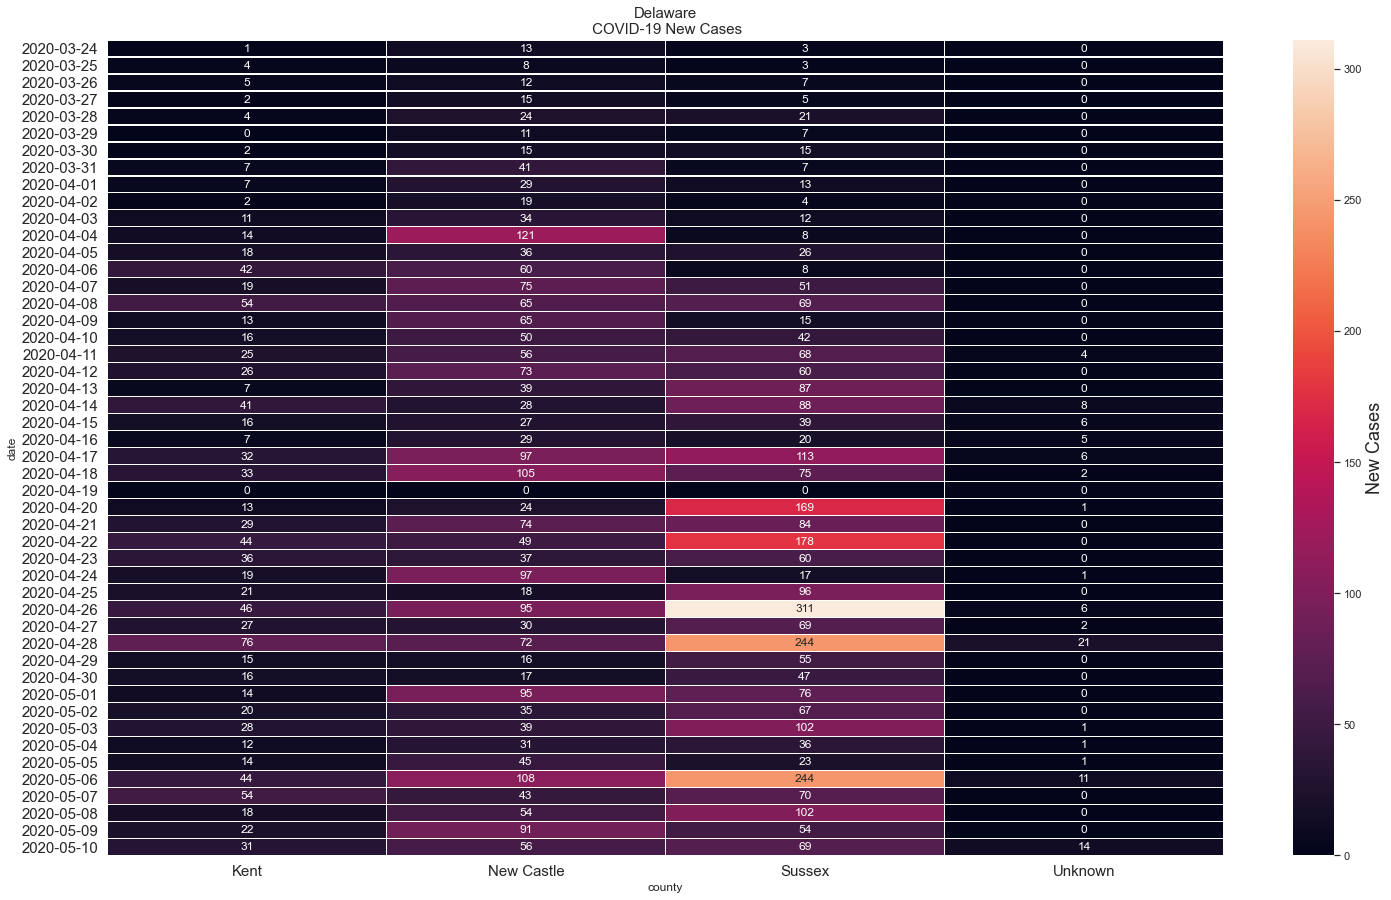 Delaware
COVID-19 New Cases
2020-03-24 1 13 3 0
2020-03-25 4 8 3 0
2020-03-26 5 12 7 0
2020-03-27 2 15 5 0
2020-03-28 4 24 21 0
2020-03-29 0 11 7 0
2020-03-30 2 15 15 0
2020-03-31 7 41 7 0
2020-04-01 7 29 13 0
2020-04-02 2 19 4 0
2020-04-03 11 34 12 0
2020-04-04 14 121 8 0
2020-04-05 18 36 26 0
2020-04-06 42 60 8 0
2020-04-07 19 75 51 0
2020-04-08 54 65 69 0
2020-04-09 13 65 15 0
2020-04-10 16 50 42 0
2020-04-11 25 56 68 4
2020-04-12 26 73 60 0
2020-04-13 7 39 87 0
2020-04-14 41 28 88 8
2020-04-15 16 27 39 6
2020-04-16 7 29 20 5
2020-04-17 32 97 113 6
2020-04-18 33 105 75 2
2020-04-19 0 0 0 0
2020-04-20 13 24 169 1
2020-04-21 29 74 84 0
2020-04-22 44 49 178 0
2020-04-23 36 37 60 0
2020-04-24 19 97 17 1
2020-04-25 21 18 96 0
2020-04-26 46 95 311 6
2020-04-27 27 30 69 2
2020-04-28 76 72 244 21
2020-04-29 15 16 55 0
2020-04-30 16 17 47 0
2020-05-01 14 95 76 0
2020-05-02 20 35 67 0
2020-05-03 28 39 102 1
2020-05-04 12 31 36 1
2020-05-05 14 45 23 1
2020-05-06 44 108 244 11
2020-05-07 54 43 70 0
2020-05-08 18 54 102 0
2020-05-09 22 91 54 0
2020-05-10 31 56 69 14
Kent New Castle Sussex Unknown
county
date
300
250
200
150
100
50
0
New Cases